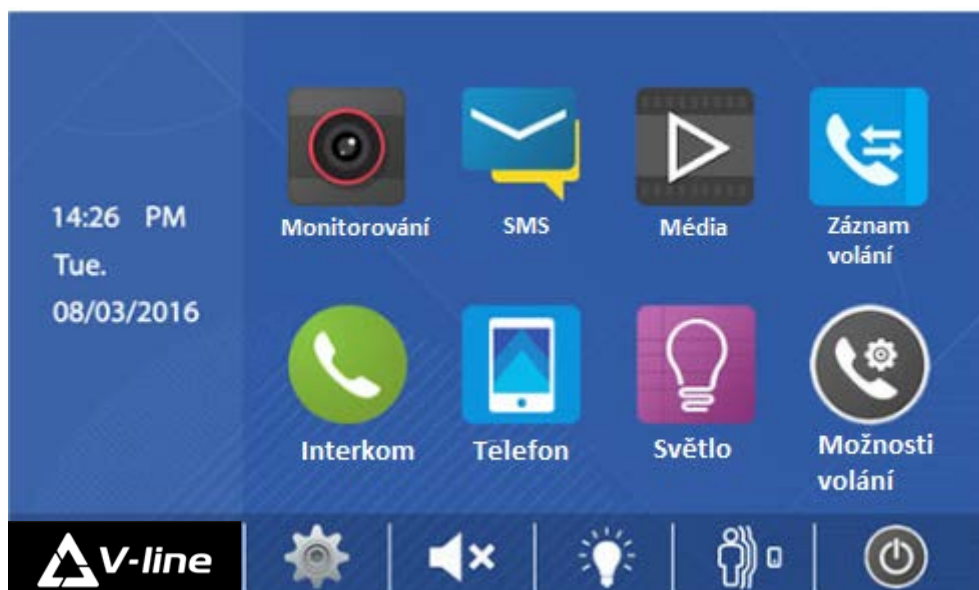 14:26 PM
Tue.
08/03/2016
Monitorování
SMS
Média
Záznam
volání
Interkom
Telefon
Světlo
Možnosti
volání
V-line